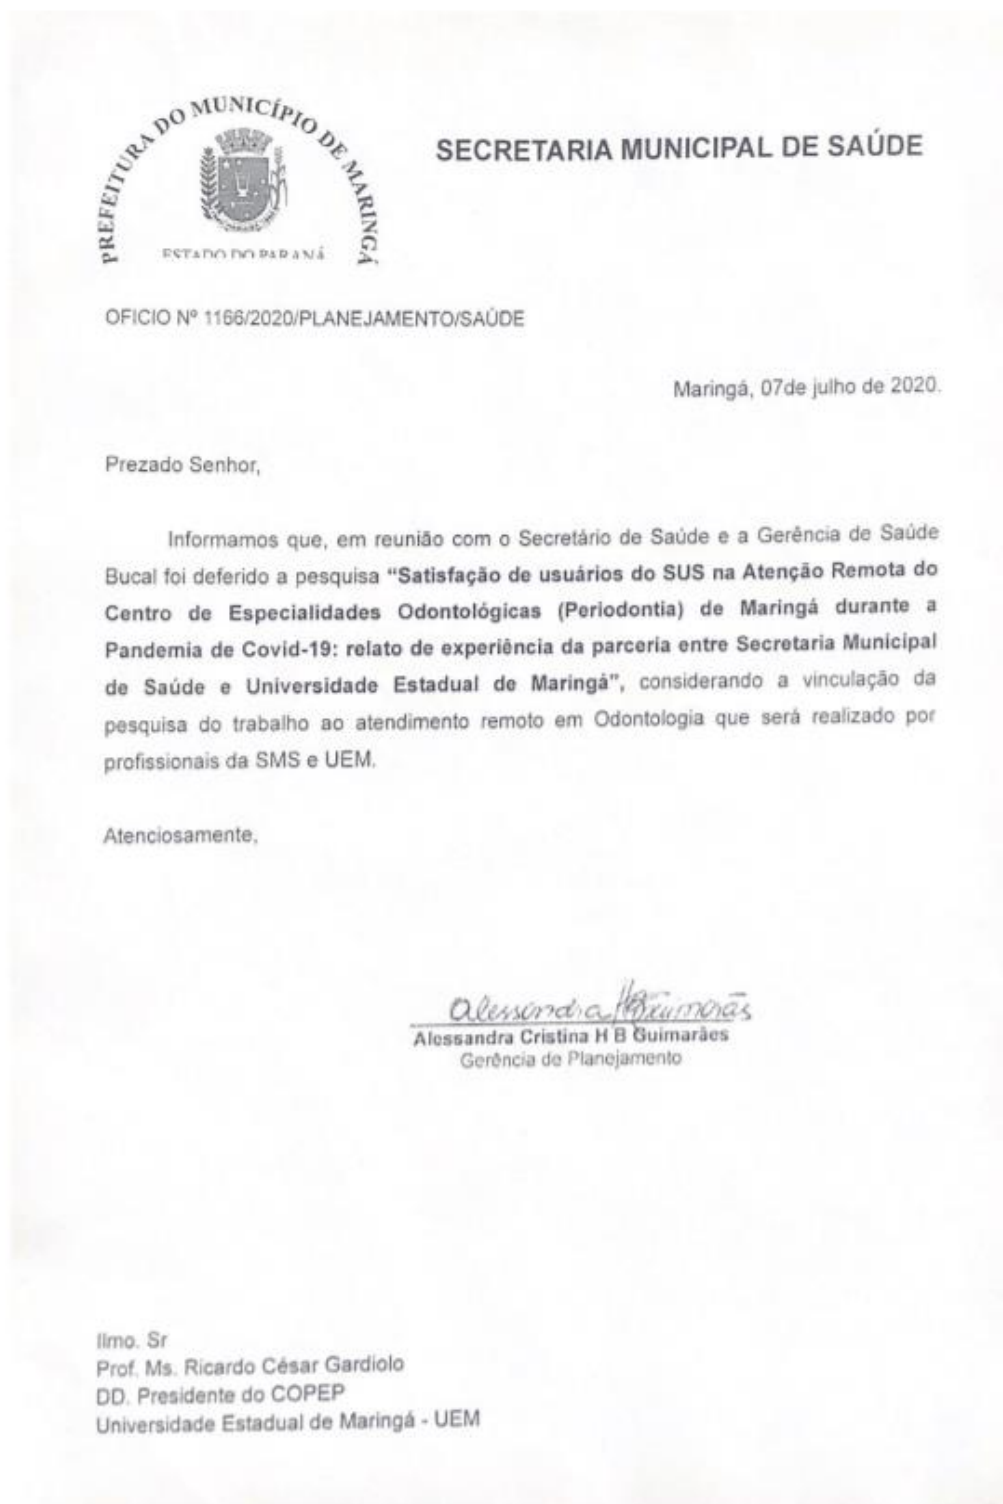 PREFEITURA DO MUNICÍPIO DE MARINGÁ
ESTADO DO PARANÁ
SECRETARIA MUNICIPAL DE SAÚDE
OFICIO Nº 1166/2020/PLANEJAMENTO/SAÚDE
Maringá, 07de julho de 2020.
Prezado Senhor,
Informamos que, em reunião com o Secretário de Saúde e a Gerência de Saúde
Bucal foi deferido a pesquisa “Satisfação de usuários do SUS na Atenção Remota do
Centro de Especialidades Odontológicas (Periodontia) de Maringá durante a
Pandemia de Covid-19: relato de experiência da parceria entre Secretaria Municipal
de Saúde e Universidade Estadual de Maringá”, considerando a vinculação da
pesquisa do trabalho ao atendimento remoto em Odontologia que será realizado por
profissionais da SMS e UEM.
Atenciosamente,
Alessandra HBGuimarães
Alessandra Cristina H B Guimarães
Gerência de Planejamento
Ilmo. Sr
Prof. Ms. Ricardo César Gardiolo
DD. Presidente do COPEP
Universidade Estadual de Maringá - UEM